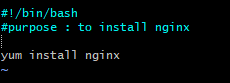 #!/bin/bash
#purpose : to install nginx
yum install nginx
~